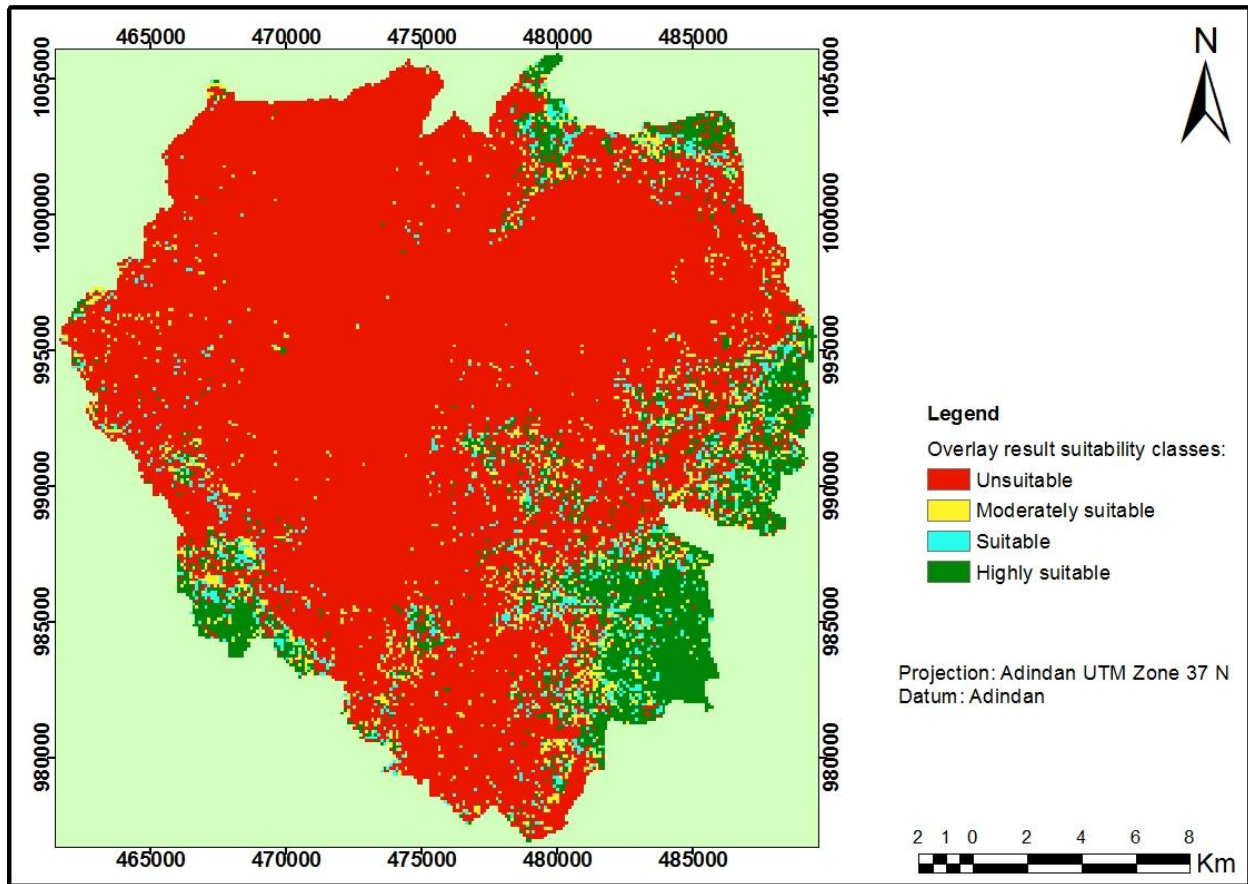 465000 470000 475000 480000 485000
N
1005000 1005000
1000000 1000000
995000 995000
990000 990000
985000 985000
980000 980000
Legend
Overlay result suitability classes:
Unsuitable
Moderately suitable
Suitable
Highly suitable
Projection: Adindan UTM Zone 37 N
Datum: Adindan
465000 470000 475000 480000 485000
2 1 0 2 4 6 8
Km